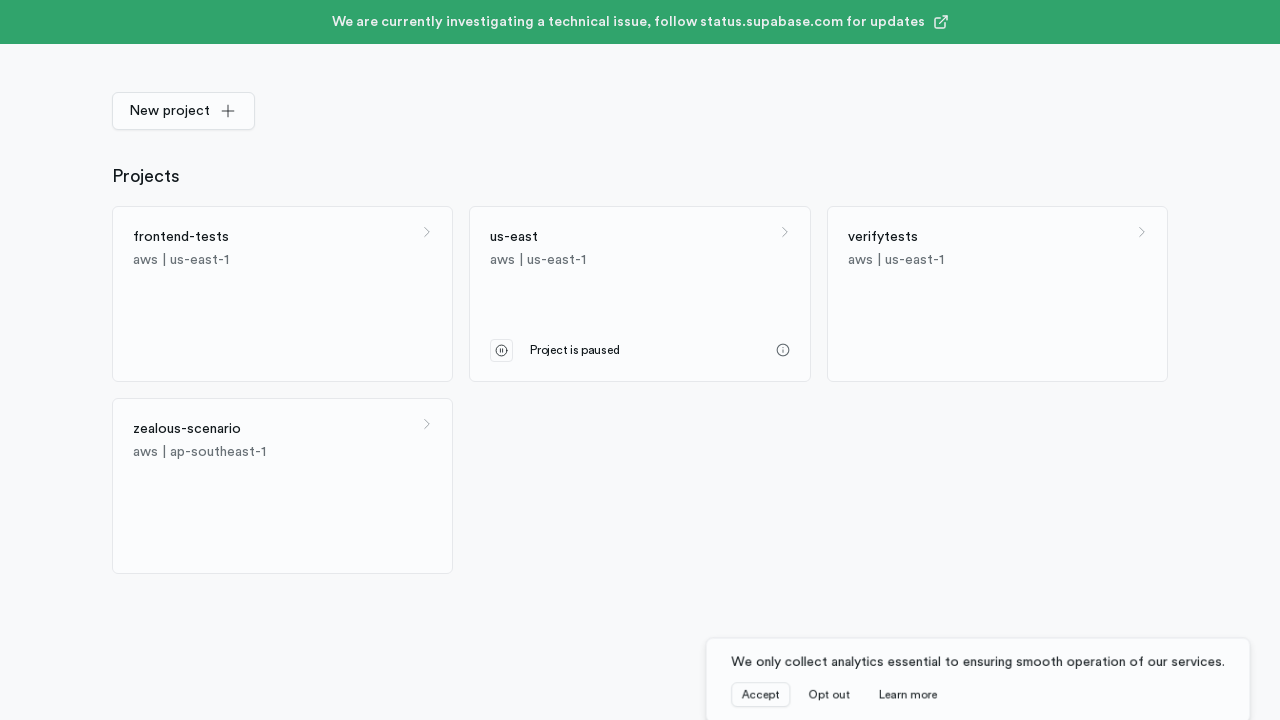 We are currently investigating a technical issue, follow status.supabase.com for updates
New project
Projects
frontend-tests
aws | us-east-1
us-east
aws | us-east-1
Project is paused
verifytests
aws | us-east-1
zealous-scenario
aws | ap-southeast-1
We only collect analytics essential to ensuring smooth operation of our services.
Accept Opt out Learn more